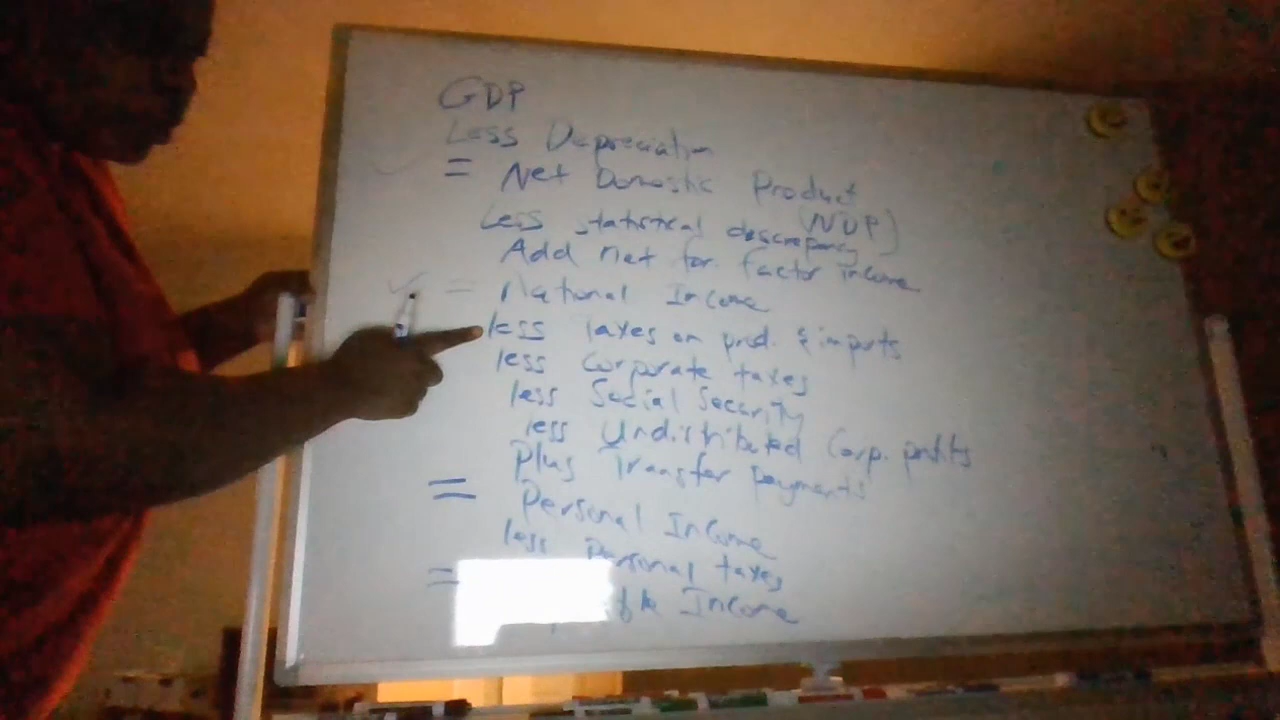 GDP
Less Depreciation
= Net Domestic Product
(NDP)
Less statistical discrepancy
Add net for. factor income
= National Income
less Taxes on prod. & imports
less Corporate taxes
less Social Security
less Undistributed Corp. profits
Plus Transfer payments
= Personal Income
less Personal taxes
= Income